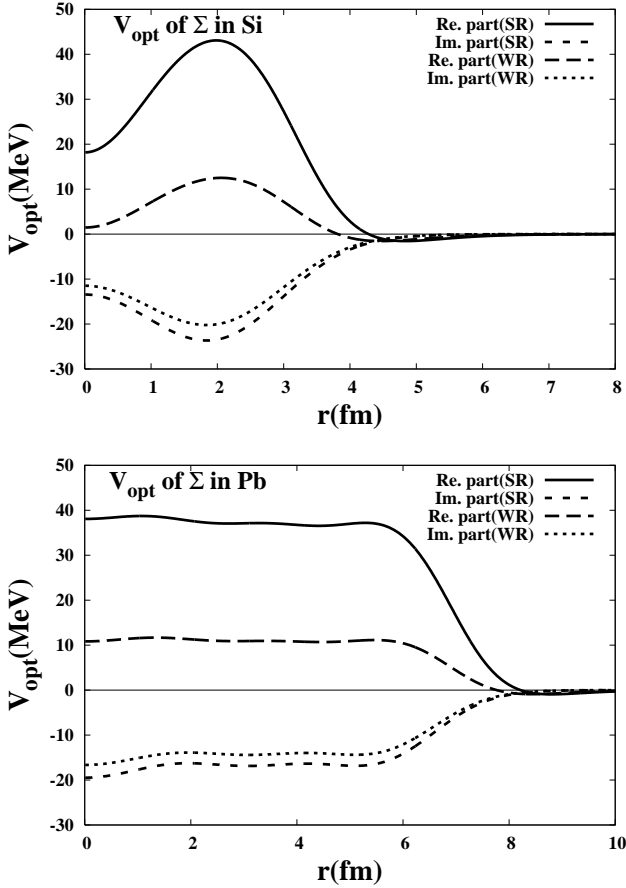 V_opt of Σ in Si
Re. part(SR)
Im. part(SR)
Re. part(WR)
Im. part(WR)
V_opt(MeV)
50
40
30
20
10
0
-10
-20
-30
0 1 2 3 4 5 6 7 8
r(fm)
V_opt of Σ in Pb
Re. part(SR)
Im. part(SR)
Re. part(WR)
Im. part(WR)
V_opt(MeV)
50
40
30
20
10
0
-10
-20
-30
0 2 4 6 8 10
r(fm)